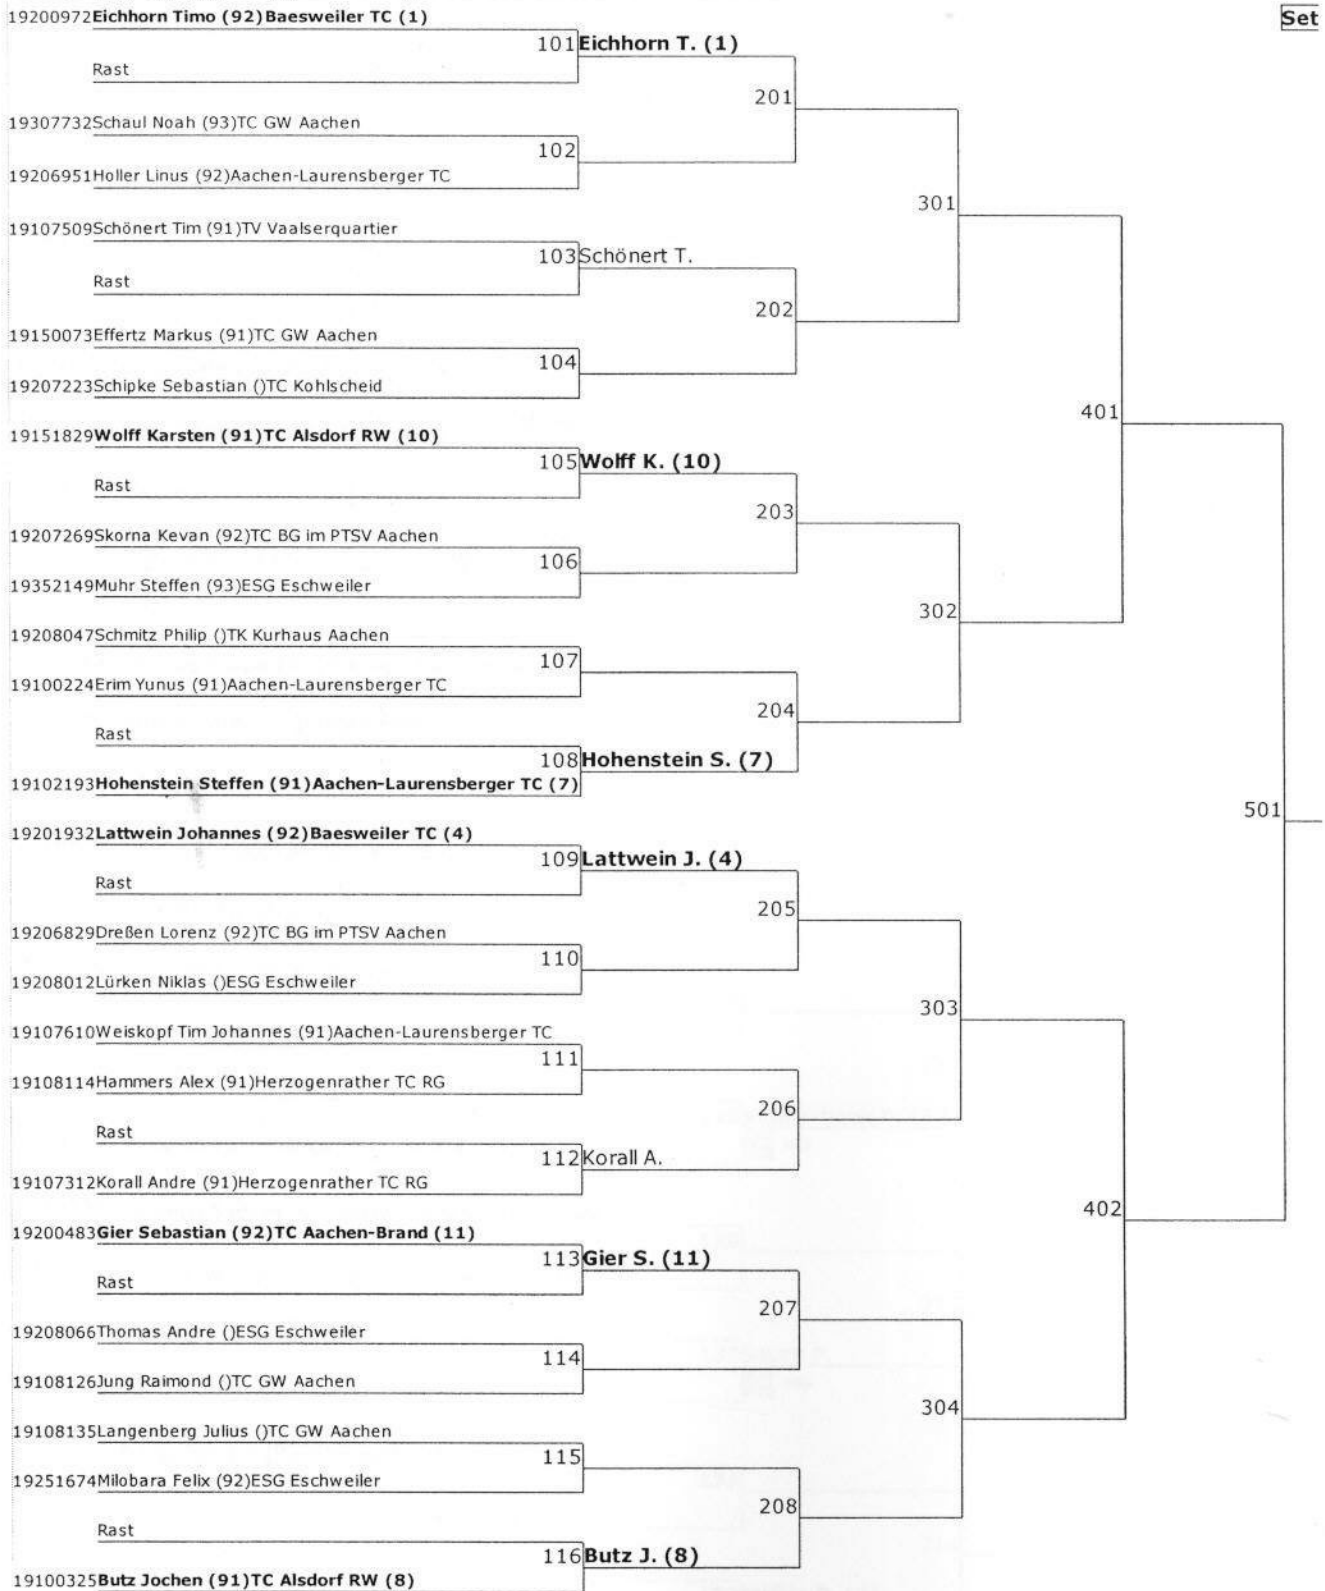 19200972Eichhorn Timo (92)Baesweiler TC (1)
Set
101Eichhorn T. (1)
Rast
201
19307732Schaul Noah (93)TC GW Aachen
102
19206951Holler Linus (92)Aachen-Laurensberger TC
301
19107509Schönert Tim (91)TV Vaalserquartier
103Schönert T.
Rast
202
19150073Effertz Markus (91)TC GW Aachen
104
19207223Schipke Sebastian ()TC Kohlscheid
401
19151829Wolff Karsten (91)TC Alsdorf RW (10)
105Wolff K. (10)
Rast
203
19207269Skorna Kevan (92)TC BG im PTSV Aachen
106
19352149Muhr Steffen (93)ESG Eschweiler
302
19208047Schmitz Philip ()TK Kurhaus Aachen
107
19100224Erim Yunus (91)Aachen-Laurensberger TC
204
Rast
108Hohenstein S. (7)
19102193Hohenstein Steffen (91)Aachen-Laurensberger TC (7)
501
19201932Lattwein Johannes (92)Baesweiler TC (4)
109Lattwein J. (4)
Rast
205
19206829Dreßen Lorenz (92)TC BG im PTSV Aachen
110
19208012Lürken Niklas ()ESG Eschweiler
303
19107610Weiskopf Tim Johannes (91)Aachen-Laurensberger TC
111
19108114Hammers Alex (91)Herzogenrather TC RG
206
Rast
112Korall A.
19107312Korall Andre (91)Herzogenrather TC RG
402
19200483Gier Sebastian (92)TC Aachen-Brand (11)
113Gier S. (11)
Rast
207
19208066Thomas Andre ()ESG Eschweiler
114
19108126Jung Raimond ()TC GW Aachen
304
19108135Langenberg Julius ()TC GW Aachen
115
19251674Milobara Felix (92)ESG Eschweiler
208
Rast
116Butz J. (8)
19100325Butz Jochen (91)TC Alsdorf RW (8)